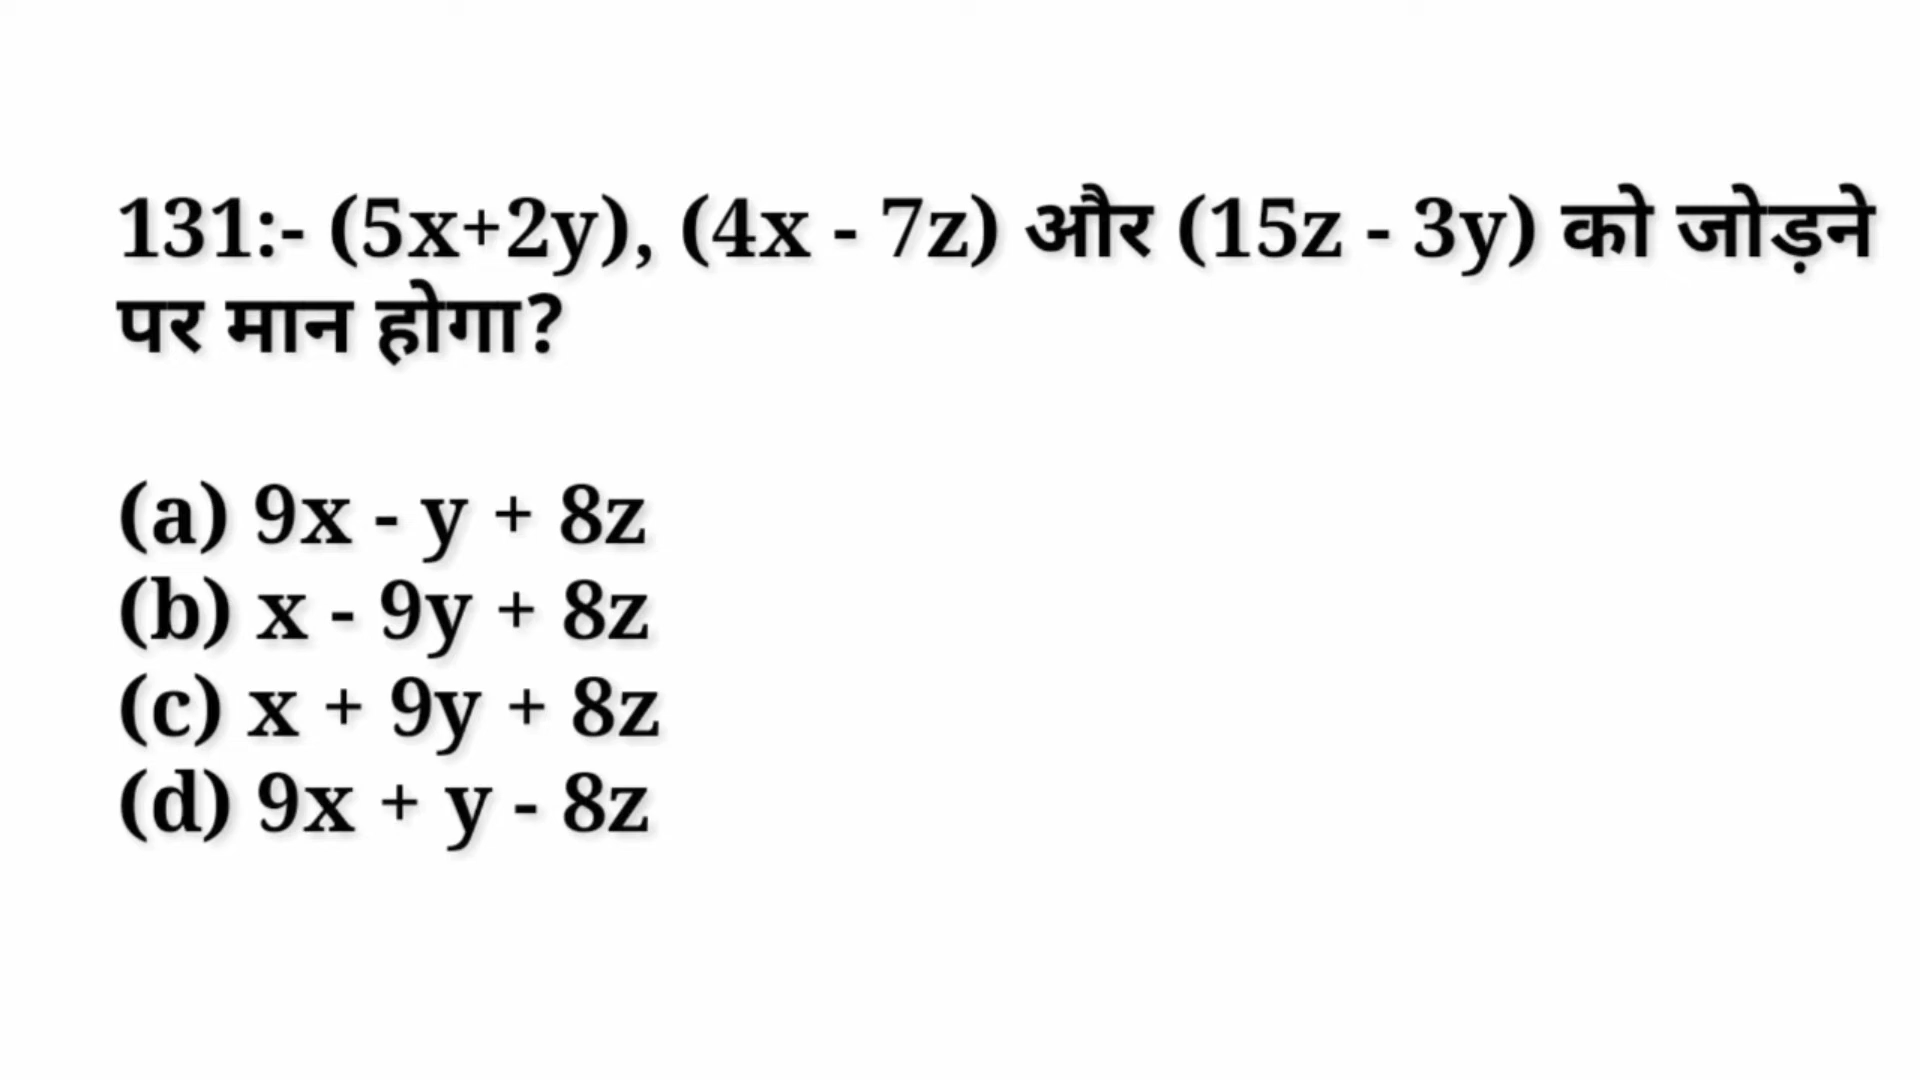 131:- (5x+2y), (4x - 7z) और (15z - 3y) को जोड़ने
पर मान होगा?
(a) 9x - y + 8z
(b) x - 9y + 8z
(c) x + 9y + 8z
(d) 9x + y - 8z